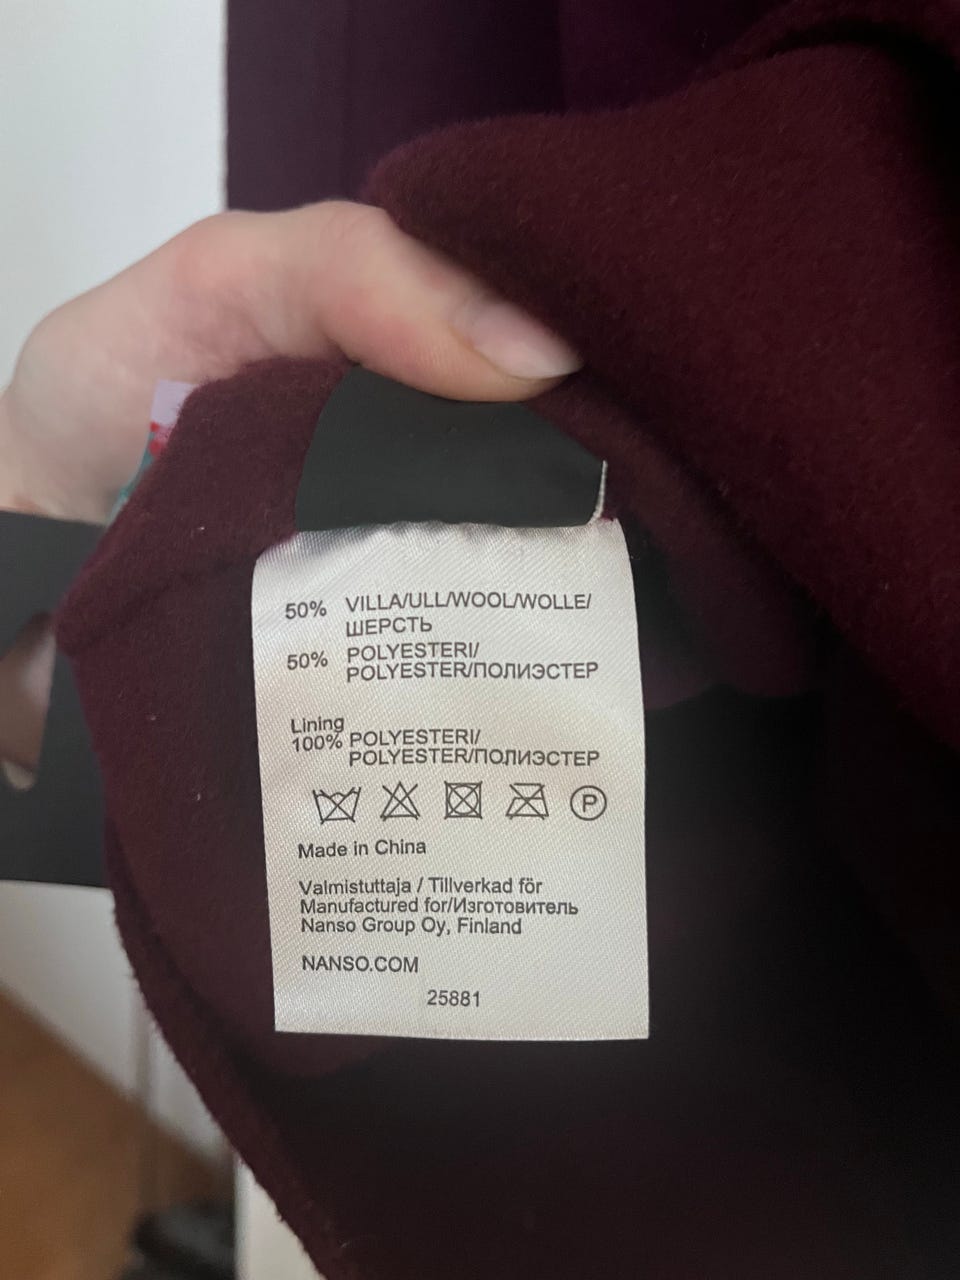 50% VILLA/ULL/WOOL/WOLLE/
ШЕРСТЬ
50% POLYESTERI/
POLYESTER/ПОЛИЭСТЕР
Lining
100% POLYESTERI/
POLYESTER/ПОЛИЭСТЕР
P
Made in China
Valmistuttaja / Tillverkad för
Manufactured for/Изготовитель
Nanso Group Oy, Finland
NANSO.COM
25881